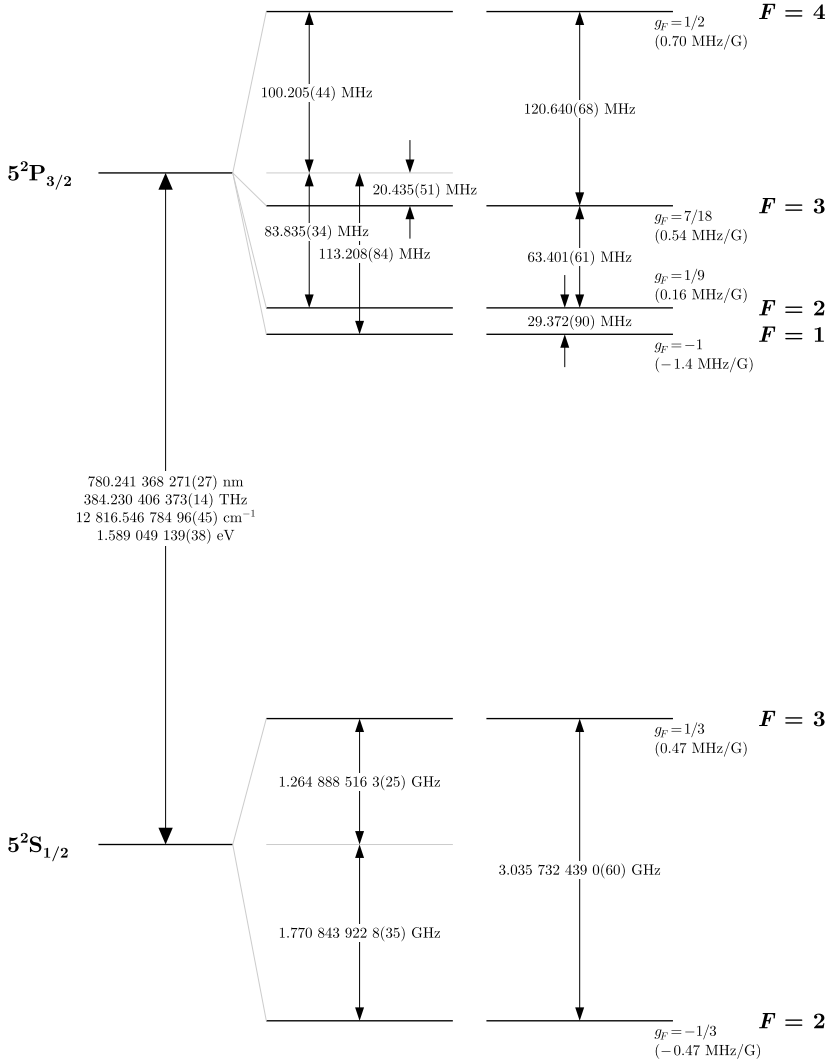 F = 4
g_F = 1/2
(0.70 MHz/G)
100.205(44) MHz
120.640(68) MHz
5²P₃/₂
20.435(51) MHz
F = 3
g_F = 7/18
(0.54 MHz/G)
83.835(34) MHz
113.208(84) MHz
63.401(61) MHz
g_F = 1/9
(0.16 MHz/G)
F = 2
29.372(90) MHz
F = 1
g_F = −1
(−1.4 MHz/G)
780.241 368 271(27) nm
384.230 406 373(14) THz
12 816.546 784 96(45) cm⁻¹
1.589 049 139(38) eV
F = 3
g_F = 1/3
(0.47 MHz/G)
1.264 888 516 3(25) GHz
5²S₁/₂
3.035 732 439 0(60) GHz
1.770 843 922 8(35) GHz
F = 2
g_F = −1/3
(−0.47 MHz/G)